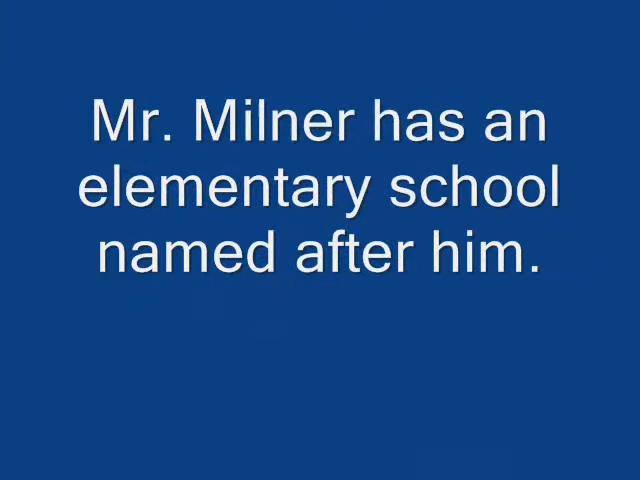 Mr. Milner has an
elementary school
named after him.